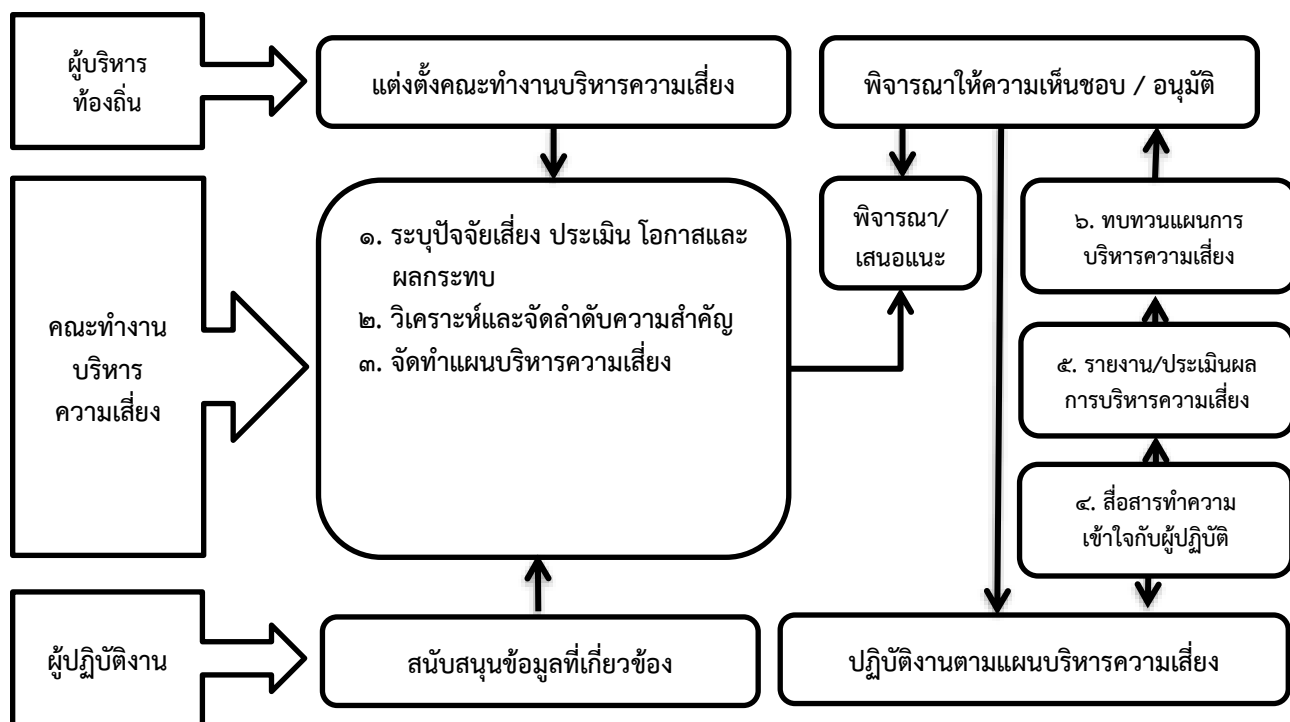 ผู้บริหาร
ท้องถิ่น
แต่งตั้งคณะทำงานบริหารความเสี่ยง
พิจารณาให้ความเห็นชอบ / อนุมัติ
คณะทำงาน
บริหาร
ความเสี่ยง
๑. ระบุปัจจัยเสี่ยง ประเมิน โอกาสและ
ผลกระทบ
๒. วิเคราะห์และจัดลำดับความสำคัญ
๓. จัดทำแผนบริหารความเสี่ยง
พิจารณา/
เสนอแนะ
๖. ทบทวนแผนการ
บริหารความเสี่ยง
๕. รายงาน/ประเมินผล
การบริหารความเสี่ยง
๔. สื่อสารทำความ
เข้าใจกับผู้ปฏิบัติ
ผู้ปฏิบัติงาน
สนับสนุนข้อมูลที่เกี่ยวข้อง
ปฏิบัติงานตามแผนบริหารความเสี่ยง